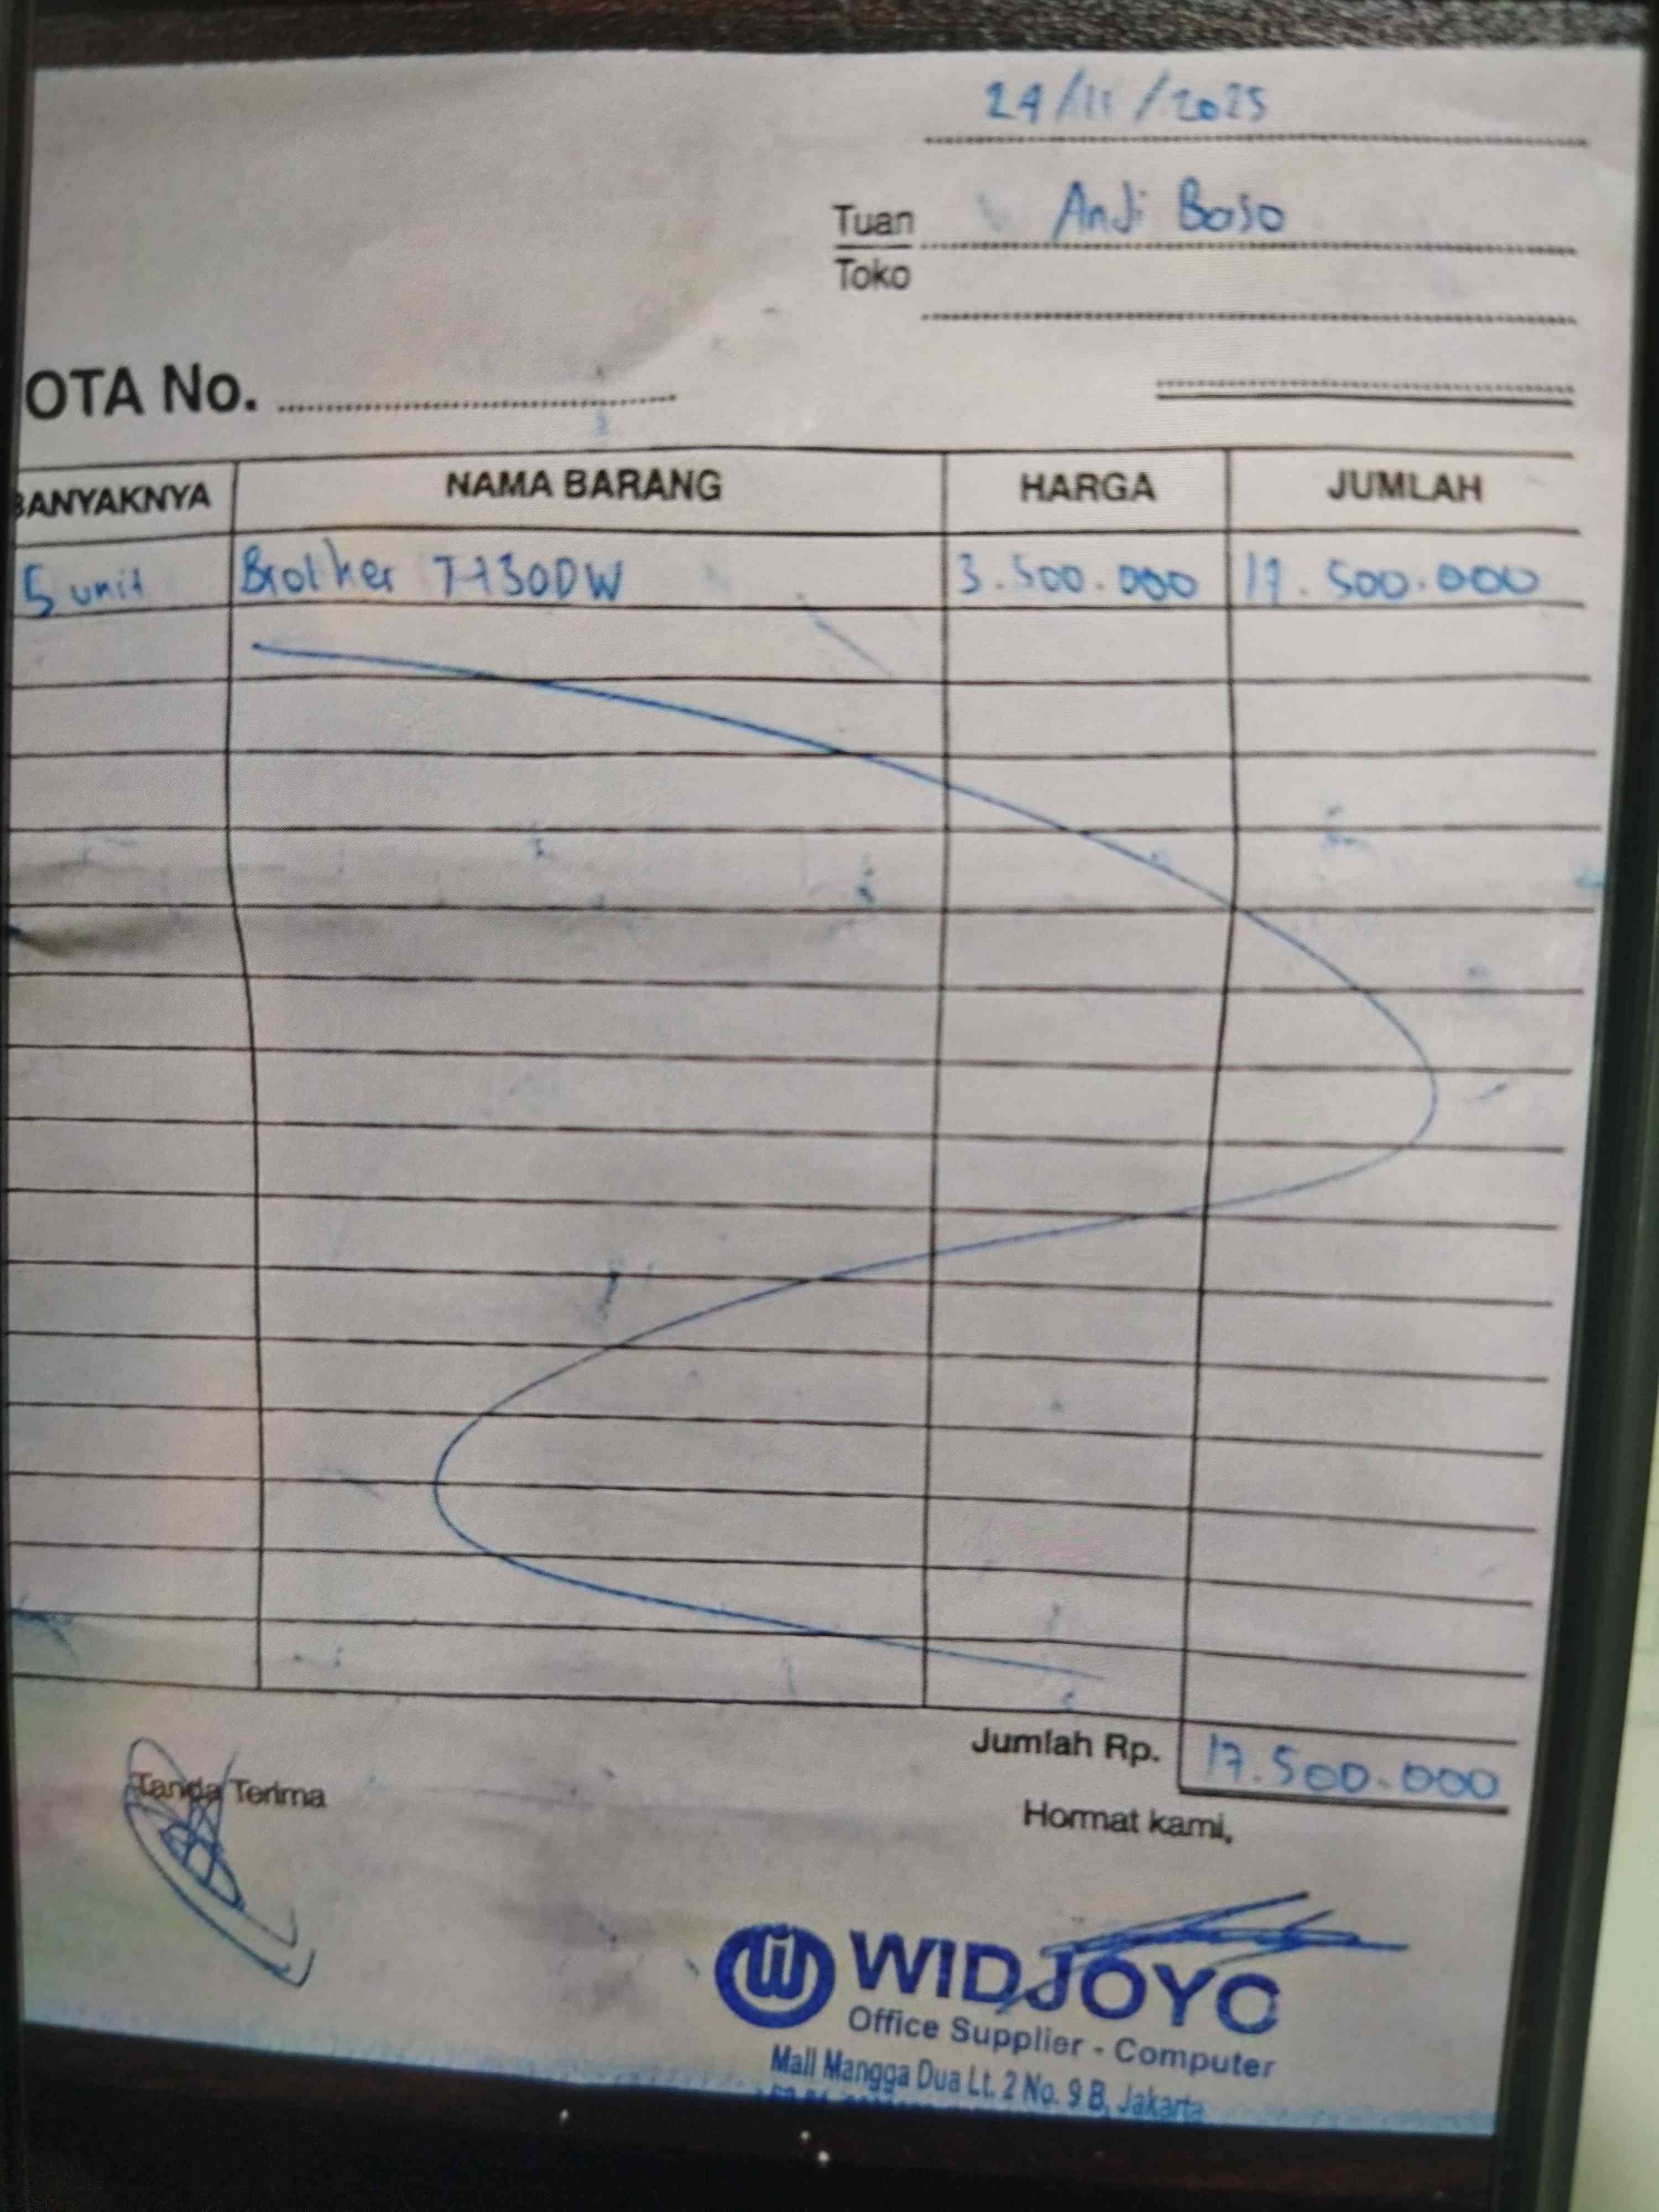 24/11/2025
Tuan Andi Boso
Toko
OTA No.
BANYAKNYA NAMA BARANG HARGA JUMLAH
5 unit Brother T730DW 3.500.000 17.500.000
Jumlah Rp. 17.500.000
Tanda Terima
Hormat kami,
WIDJOYO
Office Supplier - Computer
Mall Mangga Dua Lt. 2 No. 9 B, Jakarta